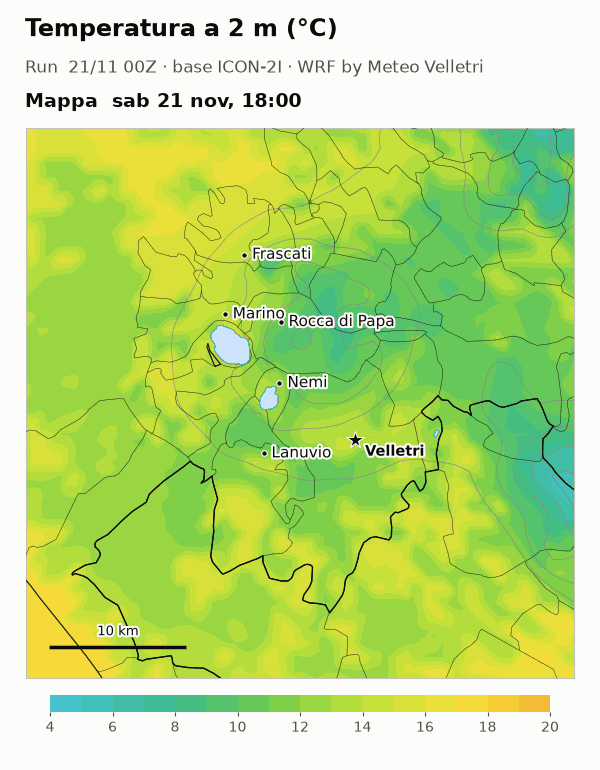 Temperatura a 2 m (°C)
Run  21/11 00Z · base ICON-2I · WRF by Meteo Velletri
Mappa  sab 21 nov, 18:00
Frascati
Marino
Rocca di Papa
Nemi
Velletri
Lanuvio
10 km
4 6 8 10 12 14 16 18 20